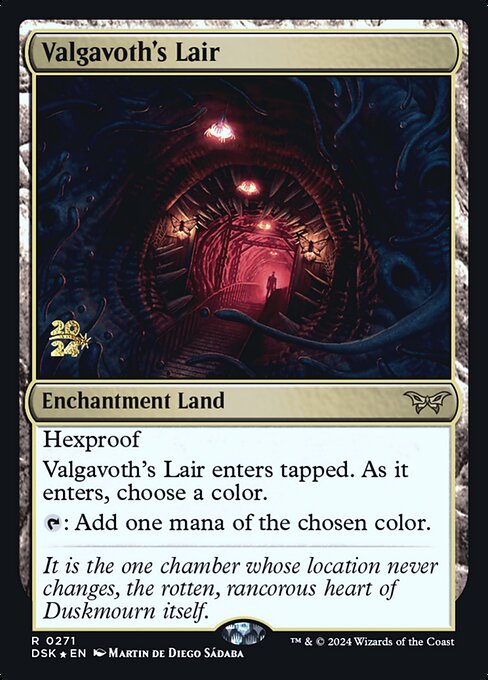 Valgavoth's Lair
20
24
Enchantment Land
Hexproof
Valgavoth's Lair enters tapped. As it
enters, choose a color.
: Add one mana of the chosen color.
It is the one chamber whose location never
changes, the rotten, rancorous heart of
Duskmourn itself.
R 0271
DSK ★ EN Martin de Diego Sádaba
™ & © 2024 Wizards of the Coast